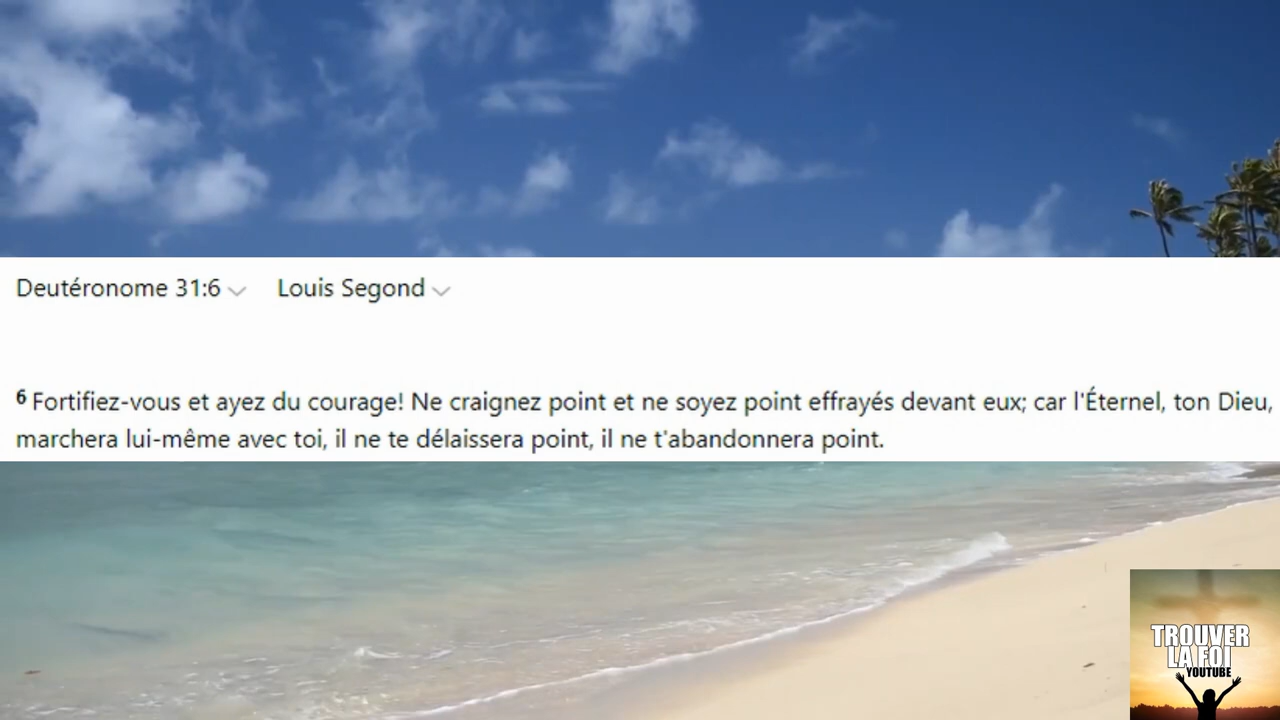 Deutéronome 31:6 Louis Segond
6 Fortifiez-vous et ayez du courage! Ne craignez point et ne soyez point effrayés devant eux; car l'Éternel, ton Dieu,
marchera lui-même avec toi, il ne te délaissera point, il ne t'abandonnera point.
TROUVER
LA FOI
YOUTUBE